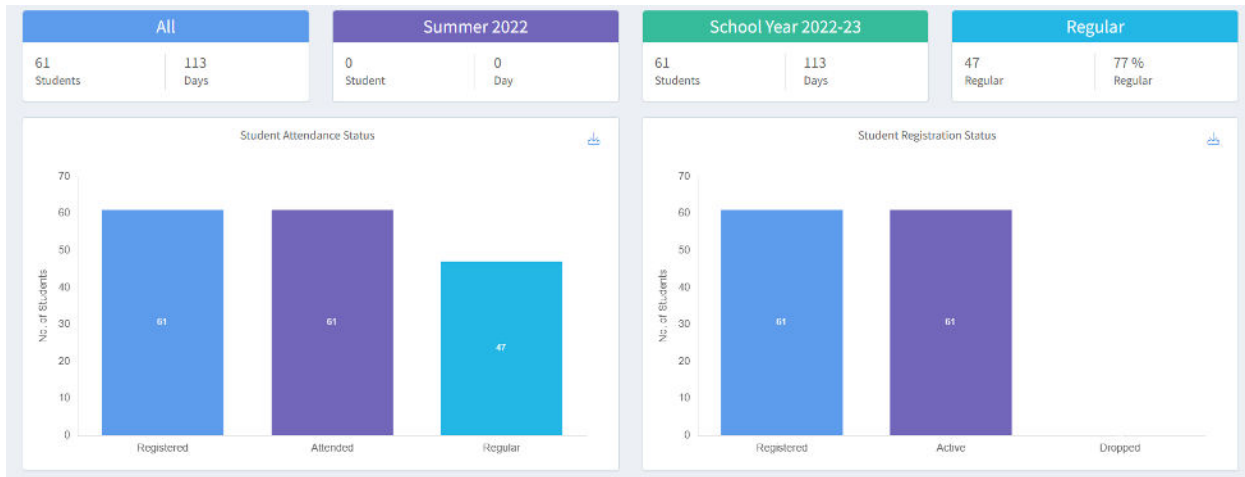 All
61 113
Students Days
Summer 2022
0 0
Student Day
School Year 2022-23
61 113
Students Days
Regular
47 77 %
Regular Regular
Student Attendance Status
No. of Students
70
60
50
40
30
20
10
0
61
61
47
Registered Attended Regular
Student Registration Status
No. of Students
70
60
50
40
30
20
10
0
61
61
Registered Active Dropped